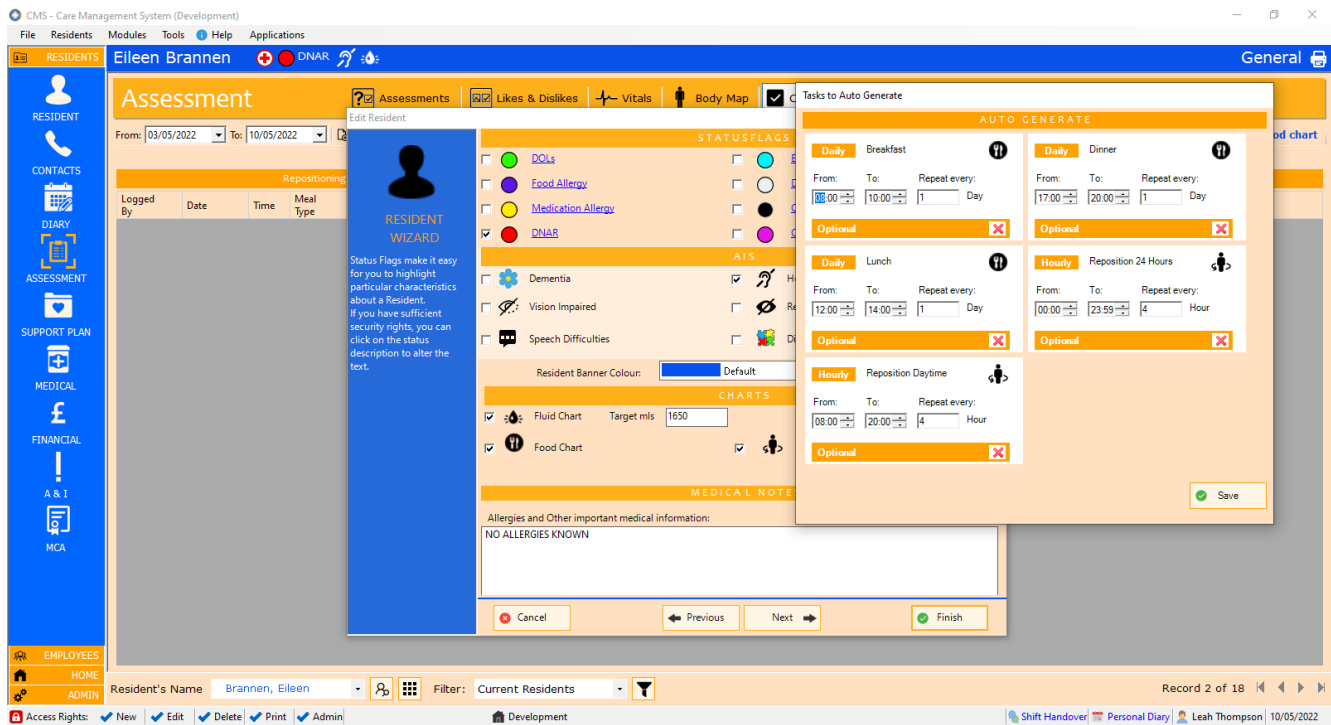 CMS - Care Management System (Development)
File Residents Modules Tools Help Applications
RESIDENTS
Eileen Brannen DNAR General
RESIDENT
CONTACTS
DIARY
ASSESSMENT
SUPPORT PLAN
MEDICAL
FINANCIAL
A & I
MCA
EMPLOYEES
HOME
ADMIN
Assessment
Assessments Likes & Dislikes Vitals Body Map
From: 03/05/2022 To: 10/05/2022
od chart
Repositioning
Logged By Date Time Meal Type
Edit Resident
RESIDENT
WIZARD
Status Flags make it easy
for you to highlight
particular characteristics
about a Resident.
If you have sufficient
security rights, you can
click on the status
description to alter the
text.
STATUSFLAGS
DOLs
Food Allergy
Medication Allergy
DNAR
AIS
Dementia
Vision Impaired
Speech Difficulties
Resident Banner Colour: Default
CHARTS
Fluid Chart Target mls 1650
Food Chart
MEDICAL NOTE
Allergies and Other important medical information:
NO ALLERGIES KNOWN
Cancel Previous Next Finish
Tasks to Auto Generate
AUTO GENERATE
Daily Breakfast
From: To: Repeat every:
08:00 10:00 1 Day
Optional
Daily Dinner
From: To: Repeat every:
17:00 20:00 1 Day
Optional
Daily Lunch
From: To: Repeat every:
12:00 14:00 1 Day
Optional
Hourly Reposition 24 Hours
From: To: Repeat every:
00:00 23:59 4 Hour
Optional
Hourly Reposition Daytime
From: To: Repeat every:
08:00 20:00 4 Hour
Optional
Save
Resident's Name Brannen, Eileen Filter: Current Residents Record 2 of 18
Access Rights: New Edit Delete Print Admin Development Shift Handover Personal Diary Leah Thompson 10/05/2022